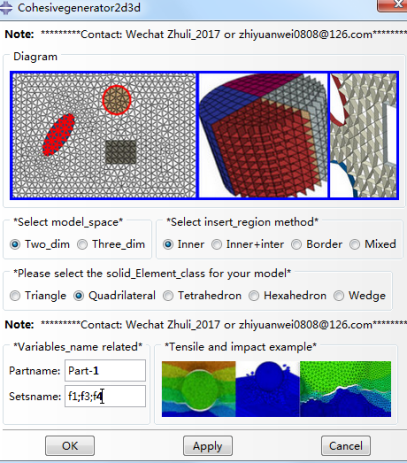 Cohesivegenerator2d3d
Note: *********Contact: Wechat Zhuli_2017 or zhiyuanwei0808@126.com********
Diagram
*Select model_space* *Select insert_region method*
Two_dim Three_dim Inner Inner+inter Border Mixed
*Please select the solid_Element_class for your model*
Triangle Quadrilateral Tetrahedron Hexahedron Wedge
Note: *********Contact: Wechat Zhuli_2017 or zhiyuanwei0808@126.com********
*Variables_name related* *Tensile and impact example*
Partname: Part-1
Setsname: f1;f3;f4
OK Apply Cancel